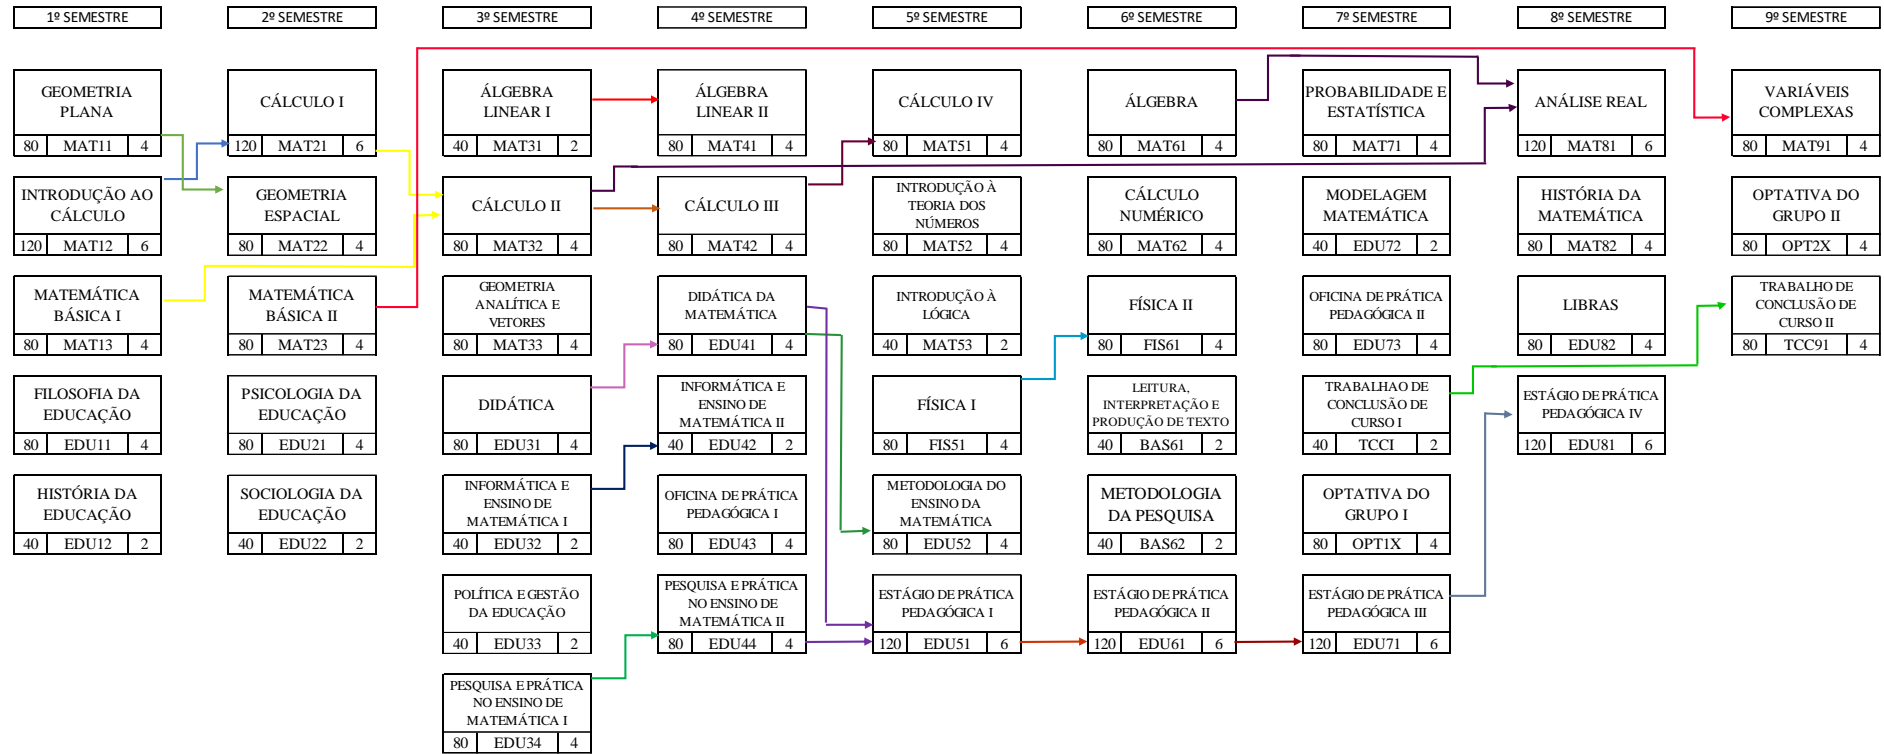 1º SEMESTRE
2º SEMESTRE
3º SEMESTRE
4º SEMESTRE
5º SEMESTRE
6º SEMESTRE
7º SEMESTRE
8º SEMESTRE
9º SEMESTRE
GEOMETRIA
PLANA
80 MAT11 4
INTRODUÇÃO AO
CÁLCULO
120 MAT12 6
MATEMÁTICA
BÁSICA I
80 MAT13 4
FILOSOFIA DA
EDUCAÇÃO
80 EDU11 4
HISTÓRIA DA
EDUCAÇÃO
40 EDU12 2
CÁLCULO I
120 MAT21 6
GEOMETRIA
ESPACIAL
80 MAT22 4
MATEMÁTICA
BÁSICA II
80 MAT23 4
PSICOLOGIA DA
EDUCAÇÃO
80 EDU21 4
SOCIOLOGIA DA
EDUCAÇÃO
40 EDU22 2
ÁLGEBRA
LINEAR I
40 MAT31 2
CÁLCULO II
80 MAT32 4
GEOMETRIA
ANALÍTICA E
VETORES
80 MAT33 4
DIDÁTICA
80 EDU31 4
INFORMÁTICA E
ENSINO DE
MATEMÁTICA I
40 EDU32 2
POLÍTICA E GESTÃO
DA EDUCAÇÃO
40 EDU33 2
PESQUISA E PRÁTICA
NO ENSINO DE
MATEMÁTICA I
80 EDU34 4
ÁLGEBRA
LINEAR II
80 MAT41 4
CÁLCULO III
80 MAT42 4
DIDÁTICA DA
MATEMÁTICA
80 EDU41 4
INFORMÁTICA E
ENSINO DE
MATEMÁTICA II
40 EDU42 2
OFICINA DE PRÁTICA
PEDAGÓGICA I
80 EDU43 4
PESQUISA E PRÁTICA
NO ENSINO DE
MATEMÁTICA II
80 EDU44 4
CÁLCULO IV
80 MAT51 4
INTRODUÇÃO À
TEORIA DOS
NÚMEROS
80 MAT52 4
INTRODUÇÃO À
LÓGICA
40 MAT53 2
FÍSICA I
80 FIS51 4
METODOLOGIA DO
ENSINO DA
MATEMÁTICA
80 EDU52 4
ESTÁGIO DE PRÁTICA
PEDAGÓGICA I
120 EDU51 6
ÁLGEBRA
80 MAT61 4
CÁLCULO
NUMÉRICO
80 MAT62 4
FÍSICA II
80 FIS61 4
LEITURA,
INTERPRETAÇÃO E
PRODUÇÃO DE TEXTO
40 BAS61 2
METODOLOGIA
DA PESQUISA
40 BAS62 2
ESTÁGIO DE PRÁTICA
PEDAGÓGICA II
120 EDU61 6
PROBABILIDADE E
ESTATÍSTICA
80 MAT71 4
MODELAGEM
MATEMÁTICA
40 EDU72 2
OFICINA DE PRÁTICA
PEDAGÓGICA II
80 EDU73 4
TRABALHAO DE
CONCLUSÃO DE
CURSO I
40 TCCI 2
OPTATIVA DO
GRUPO I
80 OPT1X 4
ESTÁGIO DE PRÁTICA
PEDAGÓGICA III
120 EDU71 6
ANÁLISE REAL
120 MAT81 6
HISTÓRIA DA
MATEMÁTICA
80 MAT82 4
LIBRAS
80 EDU82 4
ESTÁGIO DE PRÁTICA
PEDAGÓGICA IV
120 EDU81 6
VARIÁVEIS
COMPLEXAS
80 MAT91 4
OPTATIVA DO
GRUPO II
80 OPT2X 4
TRABALHO DE
CONCLUSÃO DE
CURSO II
80 TCC91 4